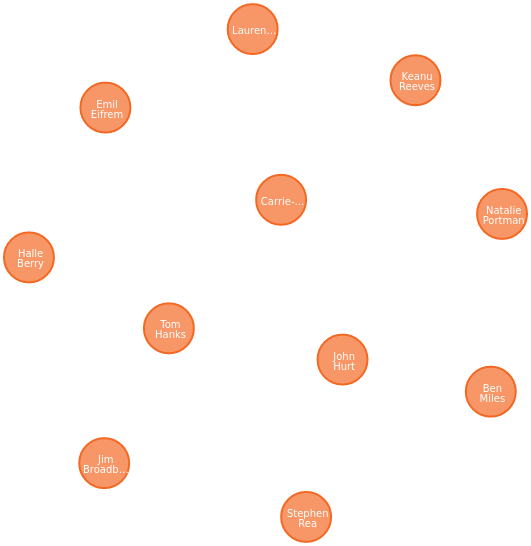 Lauren...
Keanu
Reeves
Emil
Eifrem
Carrie-...
Natalie
Portman
Halle
Berry
Tom
Hanks
John
Hurt
Ben
Miles
Jim
Broadb...
Stephen
Rea